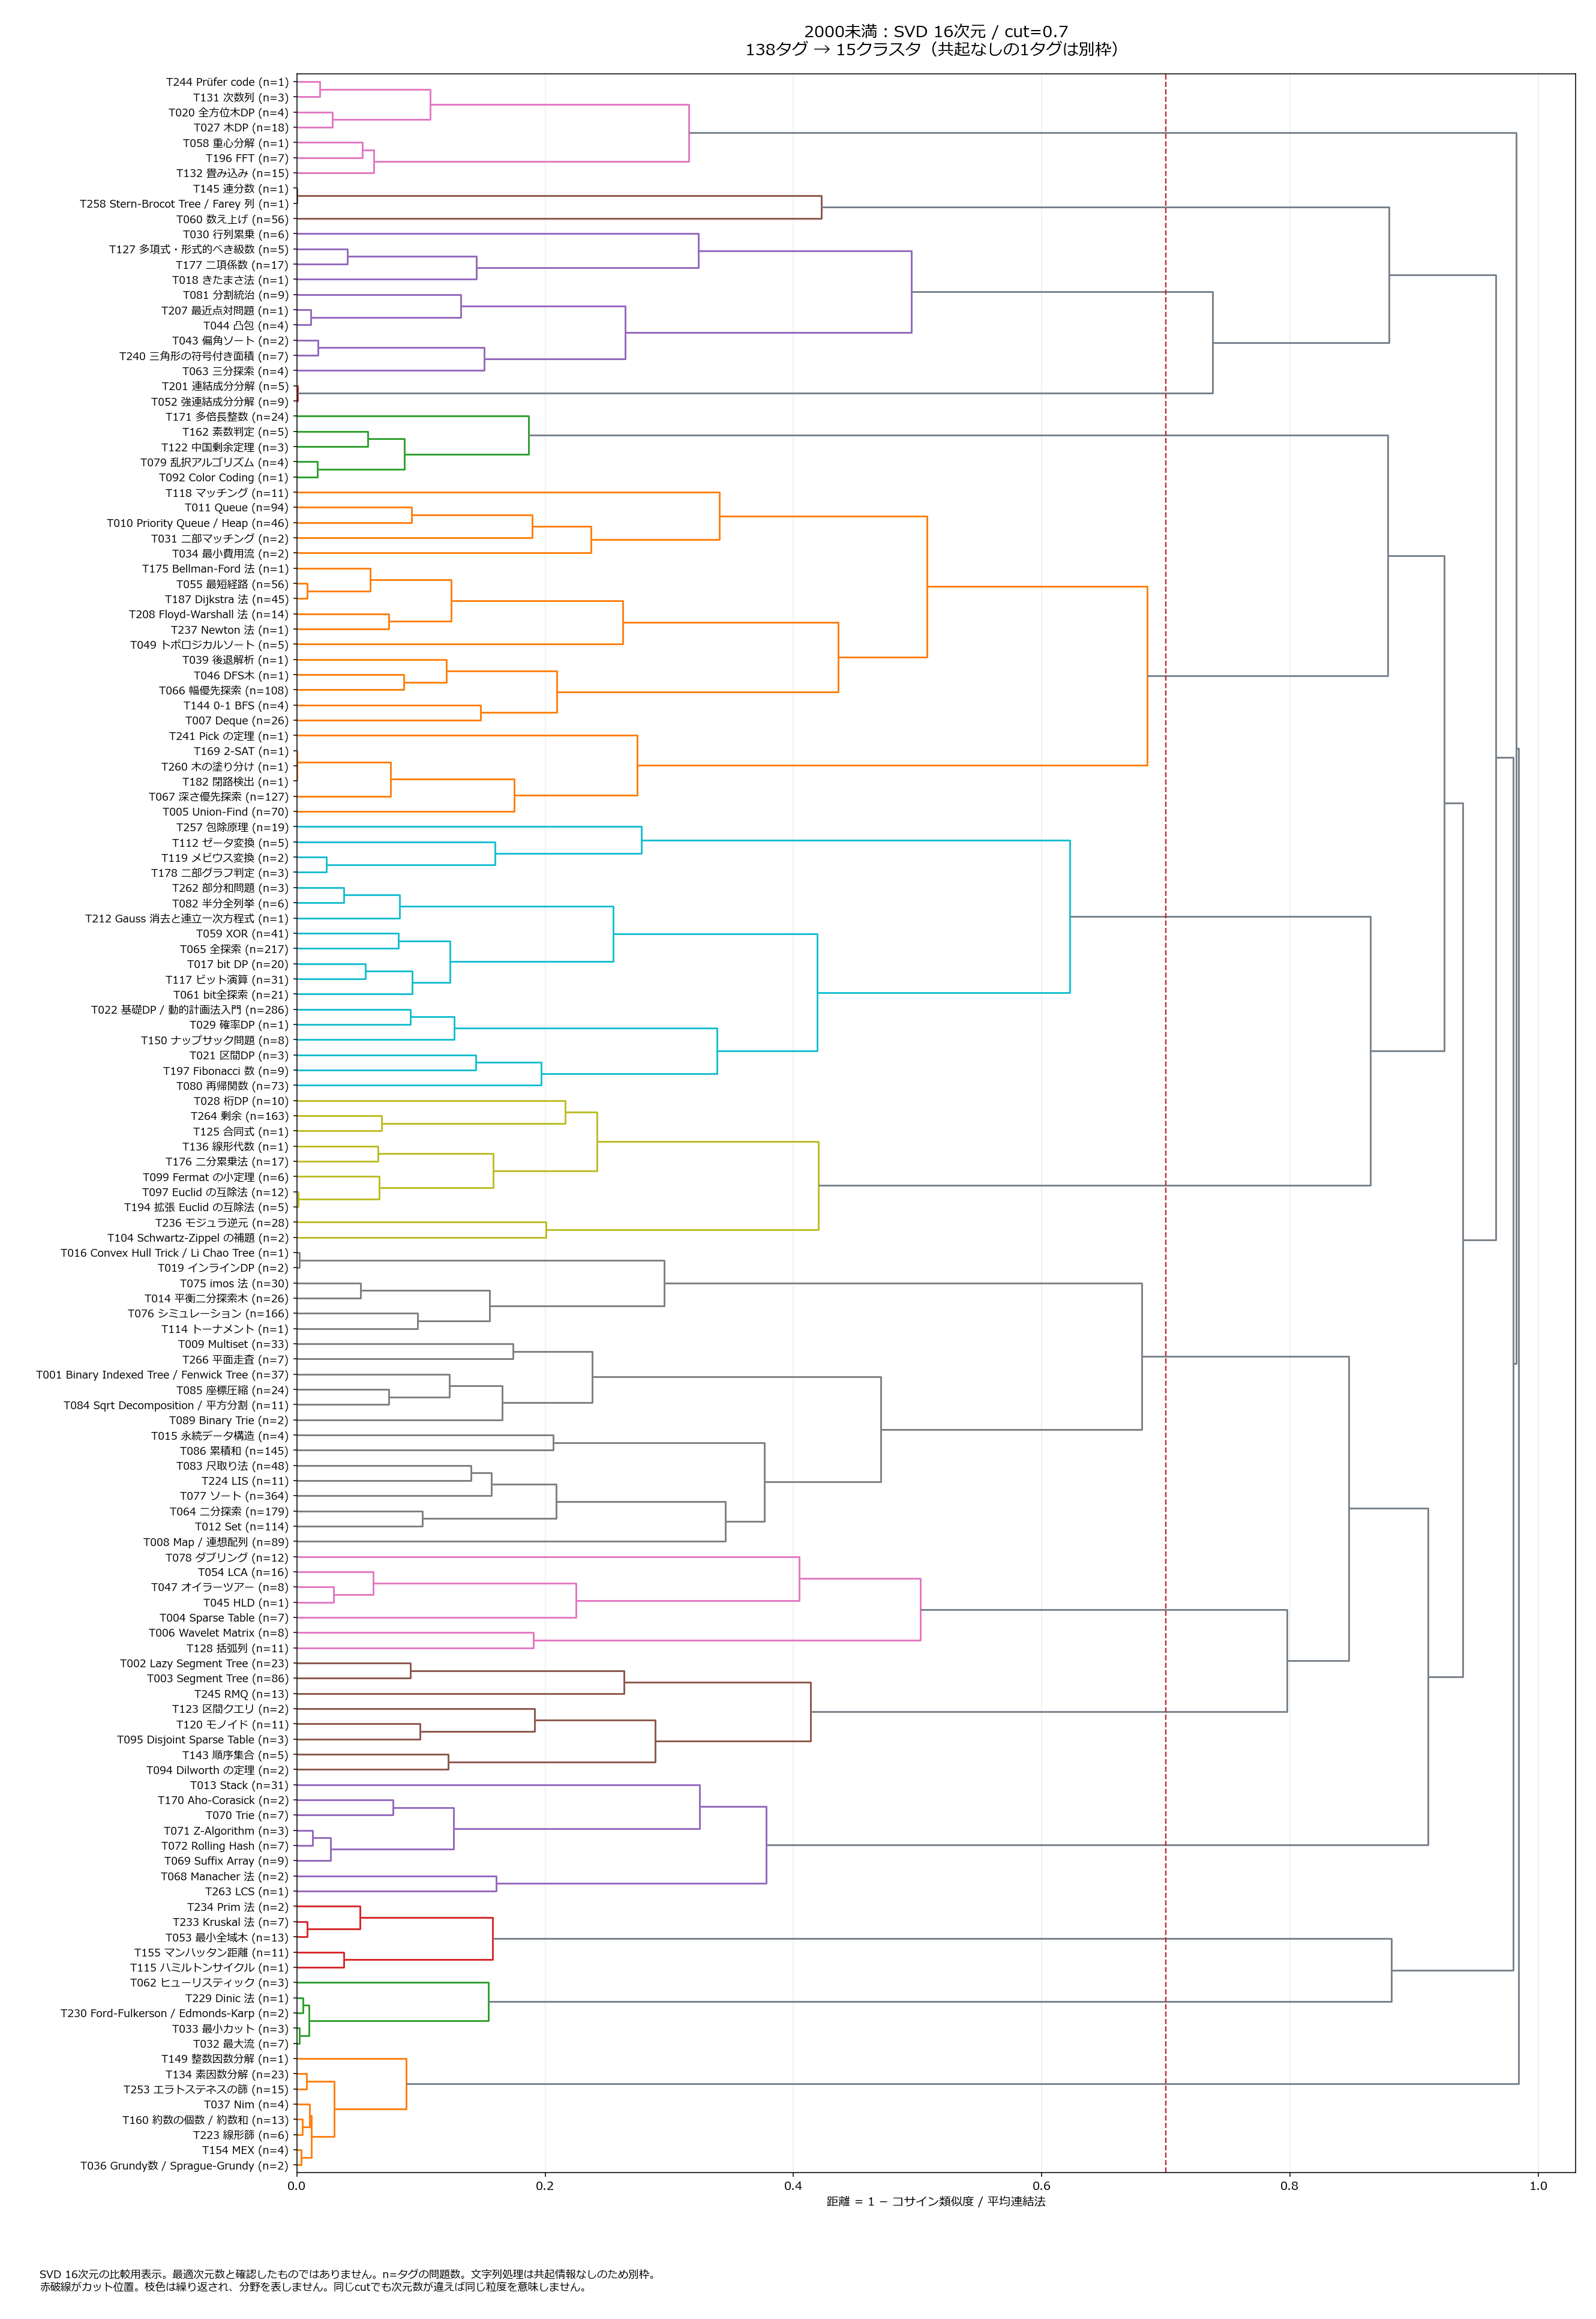 2000未満：SVD 16次元 / cut=0.7
138タグ → 15クラスタ（共起なしの1タグは別枠）
T244 Prüfer code (n=1)
T131 次数列 (n=3)
T020 全方位木DP (n=4)
T027 木DP (n=18)
T058 重心分解 (n=1)
T196 FFT (n=7)
T132 畳み込み (n=15)
T145 連分数 (n=1)
T258 Stern-Brocot Tree / Farey 列 (n=1)
T060 数え上げ (n=56)
T030 行列累乗 (n=6)
T127 多項式・形式的べき級数 (n=5)
T177 二項係数 (n=17)
T018 きたまさ法 (n=1)
T081 分割統治 (n=9)
T207 最近点対問題 (n=1)
T044 凸包 (n=4)
T043 偏角ソート (n=2)
T240 三角形の符号付き面積 (n=7)
T063 三分探索 (n=4)
T201 連結成分分解 (n=5)
T052 強連結成分分解 (n=9)
T171 多倍長整数 (n=24)
T162 素数判定 (n=5)
T122 中国剰余定理 (n=3)
T079 乱択アルゴリズム (n=4)
T092 Color Coding (n=1)
T118 マッチング (n=11)
T011 Queue (n=94)
T010 Priority Queue / Heap (n=46)
T031 二部マッチング (n=2)
T034 最小費用流 (n=2)
T175 Bellman-Ford 法 (n=1)
T055 最短経路 (n=56)
T187 Dijkstra 法 (n=45)
T208 Floyd-Warshall 法 (n=14)
T237 Newton 法 (n=1)
T049 トポロジカルソート (n=5)
T039 後退解析 (n=1)
T046 DFS木 (n=1)
T066 幅優先探索 (n=108)
T144 0-1 BFS (n=4)
T007 Deque (n=26)
T241 Pick の定理 (n=1)
T169 2-SAT (n=1)
T260 木の塗り分け (n=1)
T182 閉路検出 (n=1)
T067 深さ優先探索 (n=127)
T005 Union-Find (n=70)
T257 包除原理 (n=19)
T112 ゼータ変換 (n=5)
T119 メビウス変換 (n=2)
T178 二部グラフ判定 (n=3)
T262 部分和問題 (n=3)
T082 半分全列挙 (n=6)
T212 Gauss 消去と連立一次方程式 (n=1)
T059 XOR (n=41)
T065 全探索 (n=217)
T017 bit DP (n=20)
T117 ビット演算 (n=31)
T061 bit全探索 (n=21)
T022 基礎DP / 動的計画法入門 (n=286)
T029 確率DP (n=1)
T150 ナップサック問題 (n=8)
T021 区間DP (n=3)
T197 Fibonacci 数 (n=9)
T080 再帰関数 (n=73)
T028 桁DP (n=10)
T264 剰余 (n=163)
T125 合同式 (n=1)
T136 線形代数 (n=1)
T176 二分累乗法 (n=17)
T099 Fermat の小定理 (n=6)
T097 Euclid の互除法 (n=12)
T194 拡張 Euclid の互除法 (n=5)
T236 モジュラ逆元 (n=28)
T104 Schwartz-Zippel の補題 (n=2)
T016 Convex Hull Trick / Li Chao Tree (n=1)
T019 インラインDP (n=2)
T075 imos 法 (n=30)
T014 平衡二分探索木 (n=26)
T076 シミュレーション (n=166)
T114 トーナメント (n=1)
T009 Multiset (n=33)
T266 平面走査 (n=7)
T001 Binary Indexed Tree / Fenwick Tree (n=37)
T085 座標圧縮 (n=24)
T084 Sqrt Decomposition / 平方分割 (n=11)
T089 Binary Trie (n=2)
T015 永続データ構造 (n=4)
T086 累積和 (n=145)
T083 尺取り法 (n=48)
T224 LIS (n=11)
T077 ソート (n=364)
T064 二分探索 (n=179)
T012 Set (n=114)
T008 Map / 連想配列 (n=89)
T078 ダブリング (n=12)
T054 LCA (n=16)
T047 オイラーツアー (n=8)
T045 HLD (n=1)
T004 Sparse Table (n=7)
T006 Wavelet Matrix (n=8)
T128 括弧列 (n=11)
T002 Lazy Segment Tree (n=23)
T003 Segment Tree (n=86)
T245 RMQ (n=13)
T123 区間クエリ (n=2)
T120 モノイド (n=11)
T095 Disjoint Sparse Table (n=3)
T143 順序集合 (n=5)
T094 Dilworth の定理 (n=2)
T013 Stack (n=31)
T170 Aho-Corasick (n=2)
T070 Trie (n=7)
T071 Z-Algorithm (n=3)
T072 Rolling Hash (n=7)
T069 Suffix Array (n=9)
T068 Manacher 法 (n=2)
T263 LCS (n=1)
T234 Prim 法 (n=2)
T233 Kruskal 法 (n=7)
T053 最小全域木 (n=13)
T155 マンハッタン距離 (n=11)
T115 ハミルトンサイクル (n=1)
T062 ヒューリスティック (n=3)
T229 Dinic 法 (n=1)
T230 Ford-Fulkerson / Edmonds-Karp (n=2)
T033 最小カット (n=3)
T032 最大流 (n=7)
T149 整数因数分解 (n=1)
T134 素因数分解 (n=23)
T253 エラトステネスの篩 (n=15)
T037 Nim (n=4)
T160 約数の個数 / 約数和 (n=13)
T223 線形篩 (n=6)
T154 MEX (n=4)
T036 Grundy数 / Sprague-Grundy (n=2)
0.0 0.2 0.4 0.6 0.8 1.0
距離 = 1 − コサイン類似度 / 平均連結法
SVD 16次元の比較用表示。最適次元数と確認したものではありません。n=タグの問題数。文字列処理は共起情報なしのため別枠。
赤破線がカット位置。枝色は繰り返され、分野を表しません。同じcutでも次元数が違えば同じ粒度を意味しません。